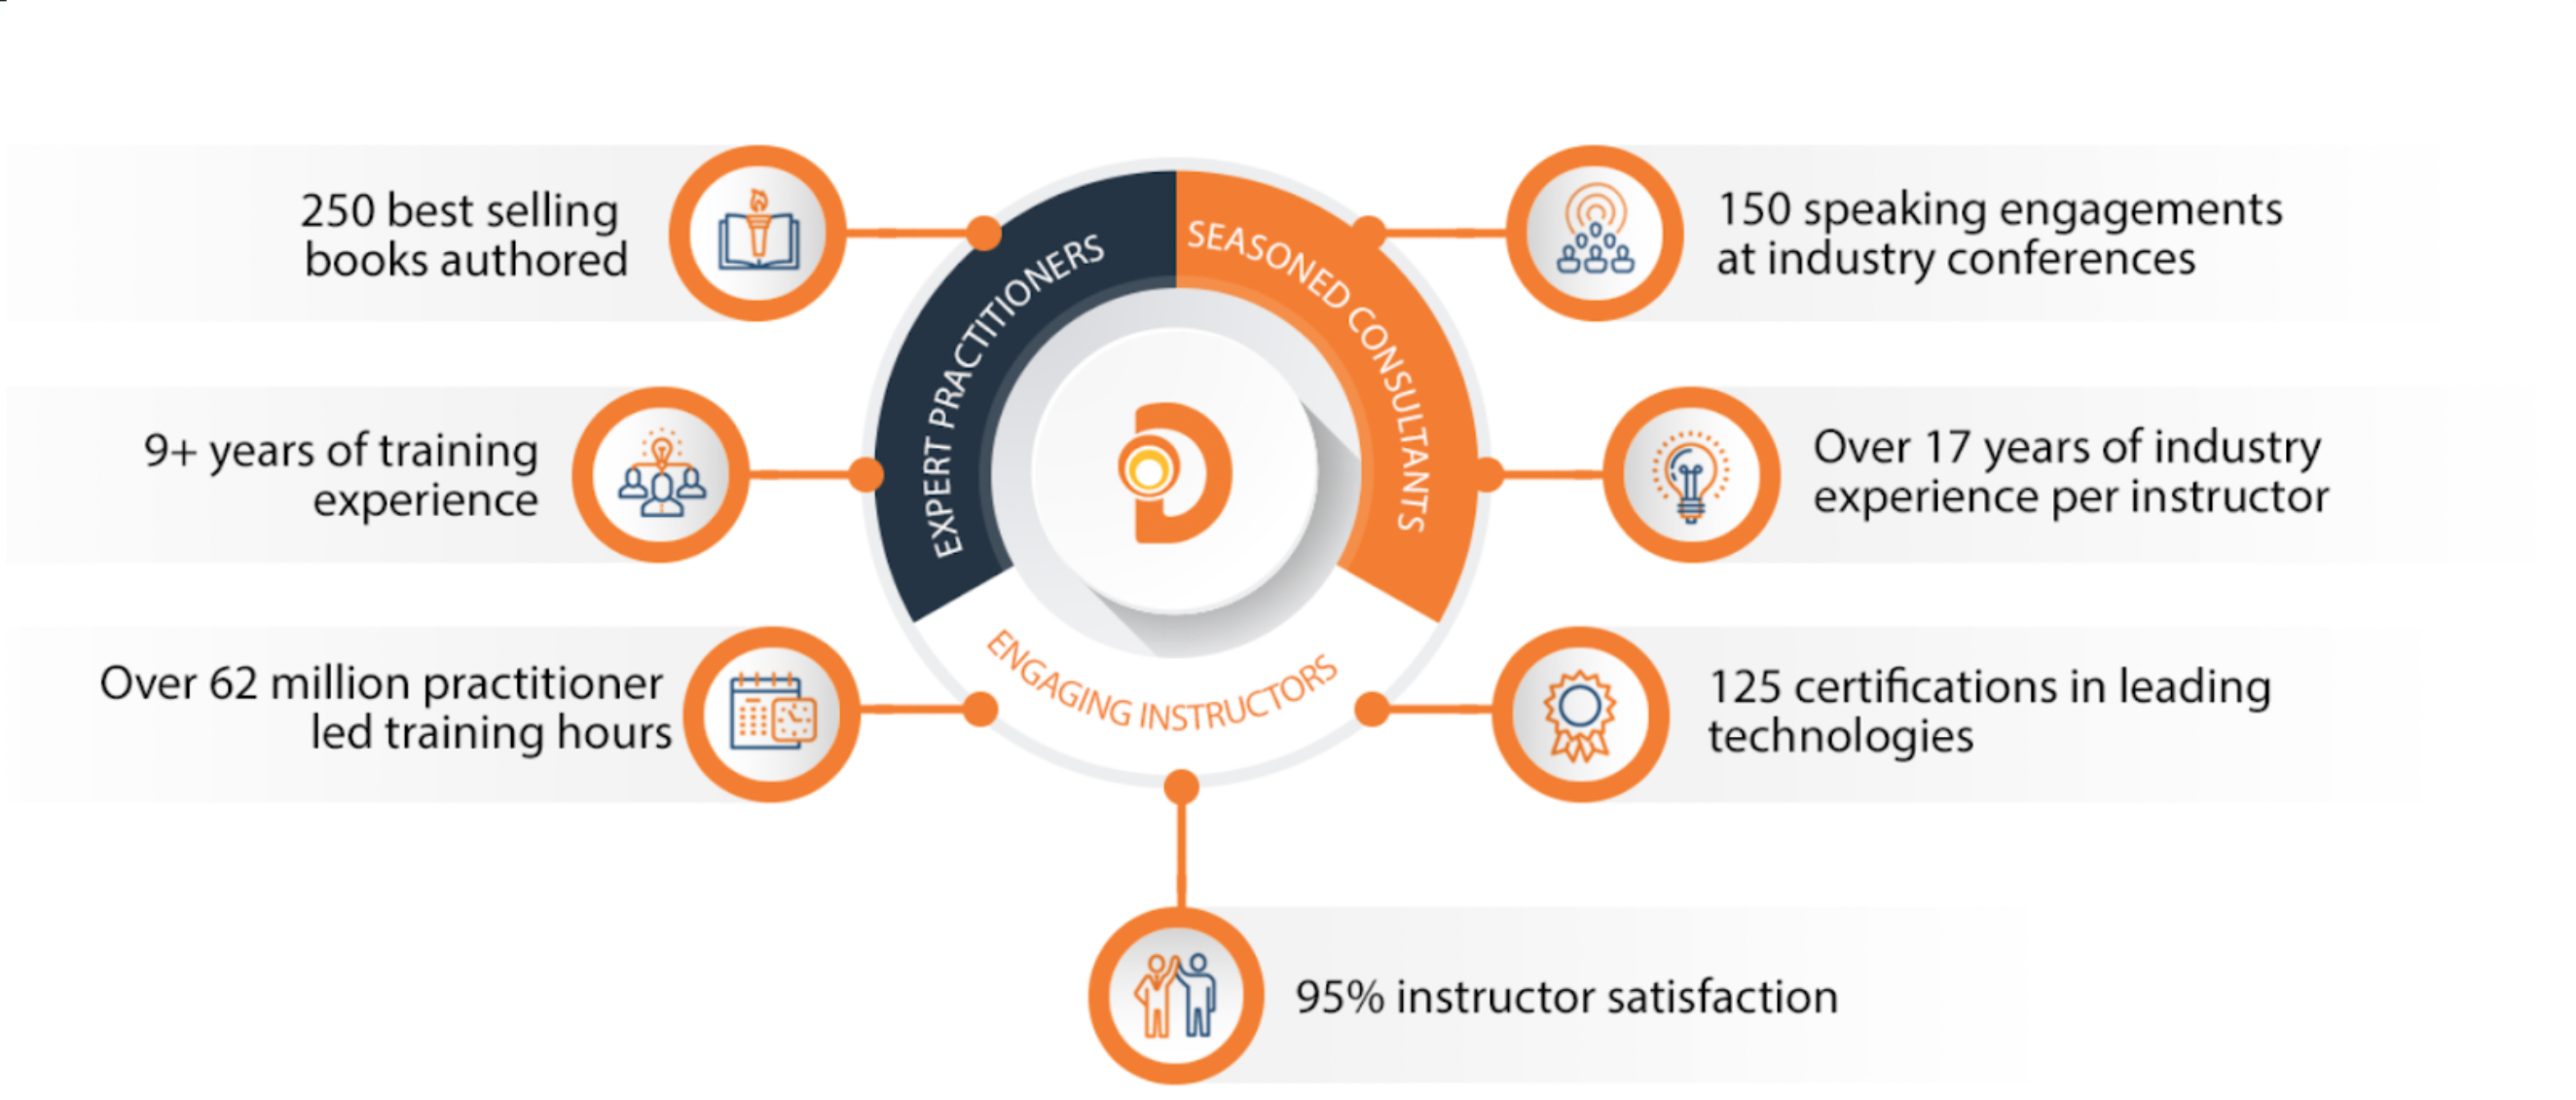 250 best selling
books authored
9+ years of training
experience
Over 62 million practitioner
led training hours
EXPERT PRACTITIONERS
SEASONED CONSULTANTS
ENGAGING INSTRUCTORS
150 speaking engagements
at industry conferences
Over 17 years of industry
experience per instructor
125 certifications in leading
technologies
95% instructor satisfaction